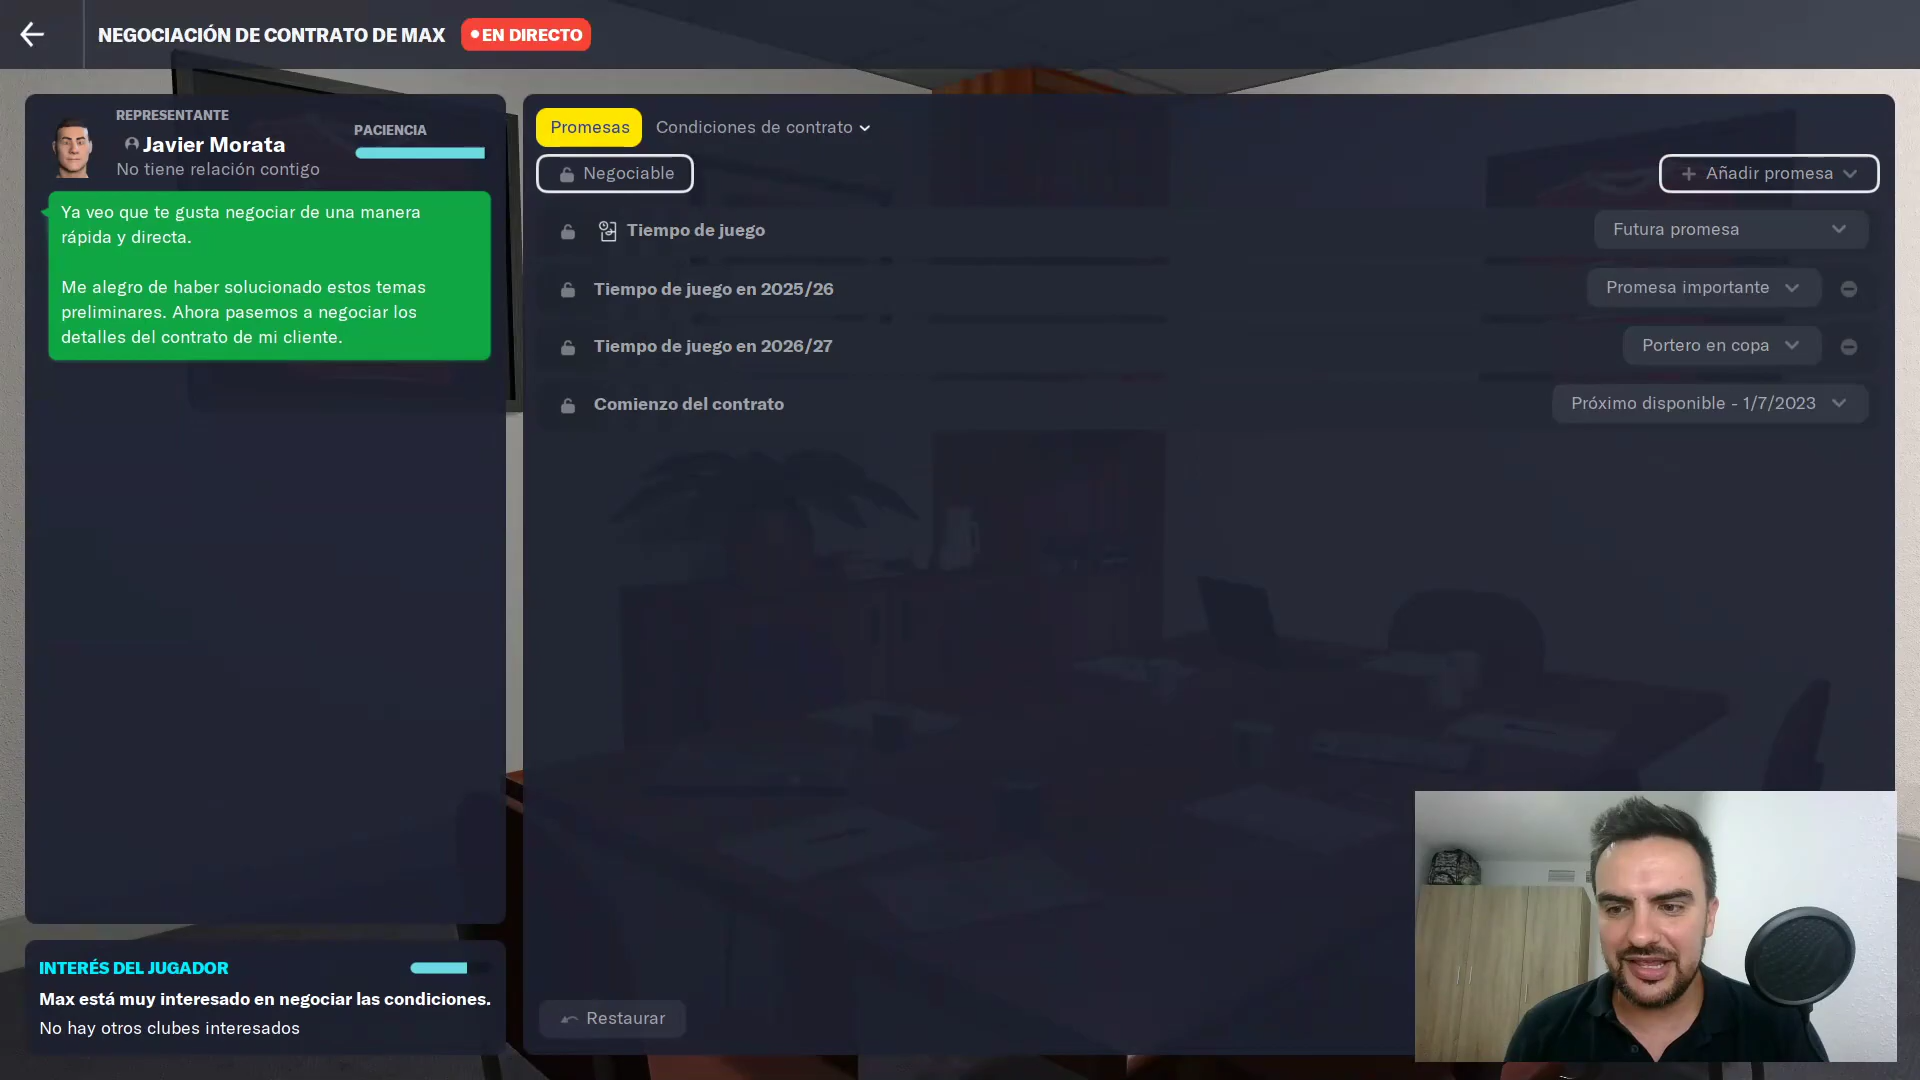 NEGOCIACIÓN DE CONTRATO DE MAX
EN DIRECTO
REPRESENTANTE
Javier Morata
No tiene relación contigo
PACIENCIA
Ya veo que te gusta negociar de una manera
rápida y directa.
Me alegro de haber solucionado estos temas
preliminares. Ahora pasemos a negociar los
detalles del contrato de mi cliente.
Promesas
Condiciones de contrato
Negociable
Añadir promesa
Tiempo de juego
Futura promesa
Tiempo de juego en 2025/26
Promesa importante
Tiempo de juego en 2026/27
Portero en copa
Comienzo del contrato
Próximo disponible - 1/7/2023
INTERÉS DEL JUGADOR
Max está muy interesado en negociar las condiciones.
No hay otros clubes interesados
Restaurar